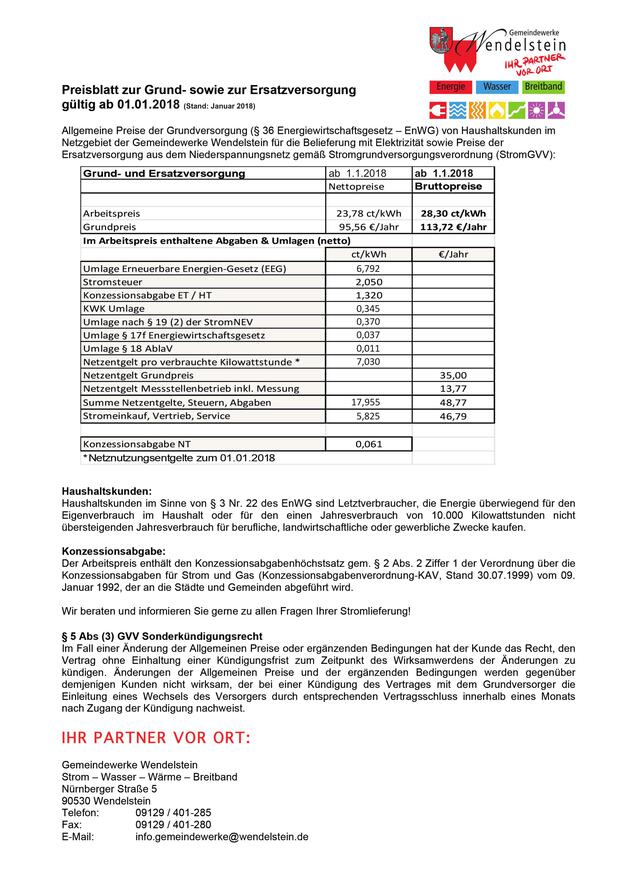 Gemeindewerke
Wendelstein
IHR PARTNER
VOR ORT
Energie Wasser Breitband
Preisblatt zur Grund- sowie zur Ersatzversorgung
gültig ab 01.01.2018 (Stand: Januar 2018)
Allgemeine Preise der Grundversorgung (§ 36 Energiewirtschaftsgesetz – EnWG) von Haushaltskunden im
Netzgebiet der Gemeindewerke Wendelstein für die Belieferung mit Elektrizität sowie Preise der
Ersatzversorgung aus dem Niederspannungsnetz gemäß Stromgrundversorgungsverordnung (StromGVV):
Grund- und Ersatzversorgung ab 1.1.2018 ab 1.1.2018
Nettopreise Bruttopreise
Arbeitspreis 23,78 ct/kWh 28,30 ct/kWh
Grundpreis 95,56 €/Jahr 113,72 €/Jahr
Im Arbeitspreis enthaltene Abgaben & Umlagen (netto)
ct/kWh €/Jahr
Umlage Erneuerbare Energien-Gesetz (EEG) 6,792
Stromsteuer 2,050
Konzessionsabgabe ET / HT 1,320
KWK Umlage 0,345
Umlage nach § 19 (2) der StromNEV 0,370
Umlage § 17f Energiewirtschaftsgesetz 0,037
Umlage § 18 AblaV 0,011
Netzentgelt pro verbrauchte Kilowattstunde * 7,030
Netzentgelt Grundpreis 35,00
Netzentgelt Messstellenbetrieb inkl. Messung 13,77
Summe Netzentgelte, Steuern, Abgaben 17,955 48,77
Stromeinkauf, Vertrieb, Service 5,825 46,79
Konzessionsabgabe NT 0,061
*Netznutzungsentgelte zum 01.01.2018
Haushaltskunden:
Haushaltskunden im Sinne von § 3 Nr. 22 des EnWG sind Letztverbraucher, die Energie überwiegend für den
Eigenverbrauch im Haushalt oder für den einen Jahresverbrauch von 10.000 Kilowattstunden nicht
übersteigenden Jahresverbrauch für berufliche, landwirtschaftliche oder gewerbliche Zwecke kaufen.
Konzessionsabgabe:
Der Arbeitspreis enthält den Konzessionsabgabenhöchstsatz gem. § 2 Abs. 2 Ziffer 1 der Verordnung über die
Konzessionsabgaben für Strom und Gas (Konzessionsabgabenverordnung-KAV, Stand 30.07.1999) vom 09.
Januar 1992, der an die Städte und Gemeinden abgeführt wird.
Wir beraten und informieren Sie gerne zu allen Fragen Ihrer Stromlieferung!
§ 5 Abs (3) GVV Sonderkündigungsrecht
Im Fall einer Änderung der Allgemeinen Preise oder ergänzenden Bedingungen hat der Kunde das Recht, den
Vertrag ohne Einhaltung einer Kündigungsfrist zum Zeitpunkt des Wirksamwerdens der Änderungen zu
kündigen. Änderungen der Allgemeinen Preise und der ergänzenden Bedingungen werden gegenüber
demjenigen Kunden nicht wirksam, der bei einer Kündigung des Vertrages mit dem Grundversorger die
Einleitung eines Wechsels des Versorgers durch entsprechenden Vertragsschluss innerhalb eines Monats
nach Zugang der Kündigung nachweist.
IHR PARTNER VOR ORT:
Gemeindewerke Wendelstein
Strom – Wasser – Wärme – Breitband
Nürnberger Straße 5
90530 Wendelstein
Telefon: 09129 / 401-285
Fax: 09129 / 401-280
E-Mail: info.gemeindewerke@wendelstein.de